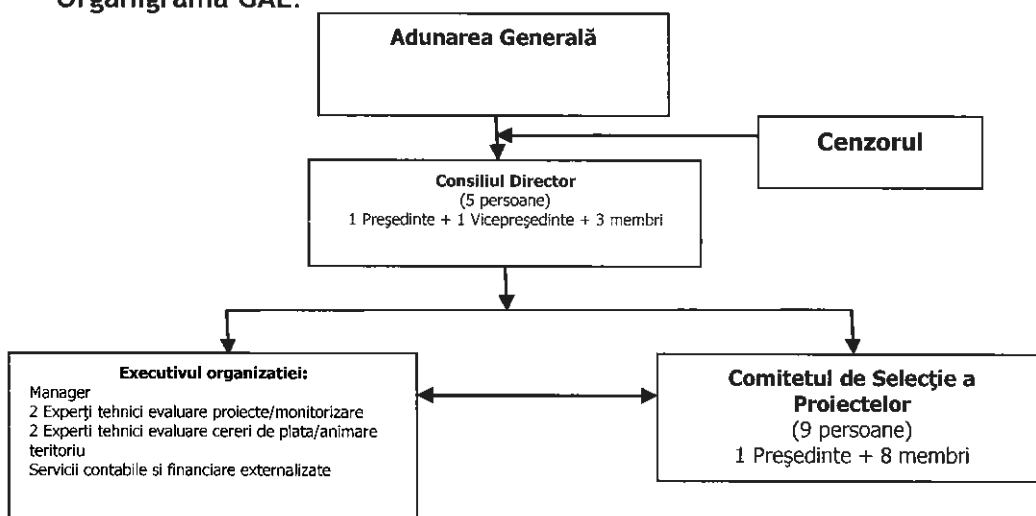 Organigrama GAL:
Adunarea Generală
Cenzorul
Consiliul Director
(5 persoane)
1 Preşedinte + 1 Vicepreşedinte + 3 membri
Executivul organizatiei:
Manager
2 Experţi tehnici evaluare proiecte/monitorizare
2 Experti tehnici evaluare cereri de plata/animare
teritoriu
Servicii contabile si financiare externalizate
Comitetul de Selecţie a
Proiectelor
(9 persoane)
1 Preşedinte + 8 membri